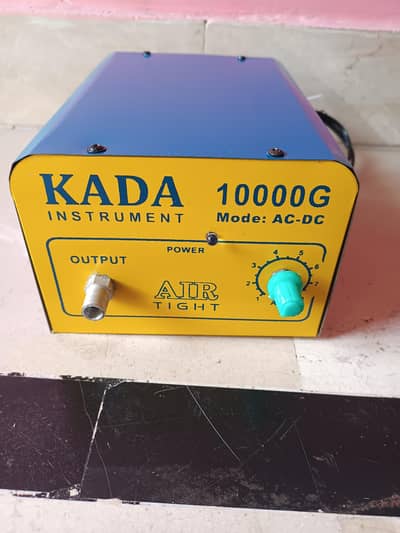 KADA 10000G
INSTRUMENT Mode: AC-DC
POWER
OUTPUT
AIR
TIGHT
1 2 3 4 5 6 7